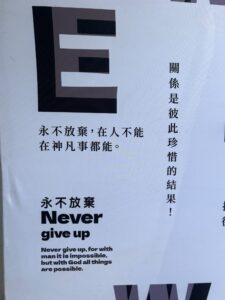 E
永不放棄，在人不能
在神凡事都能。
關係是彼此珍惜的結果！
永不放棄
Never
give up
Never give up, for with
man it is impossible,
but with God all things
are possible.